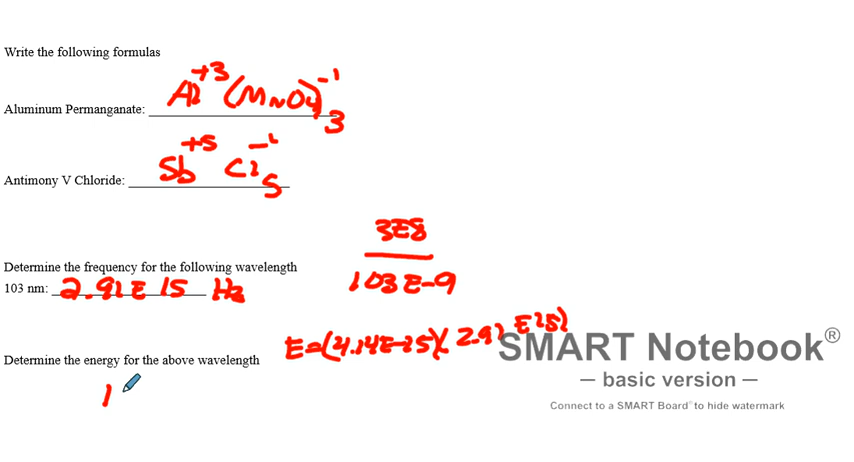 Write the following formulas
Aluminum Permanganate: Al+3 (MnO4)3-1
Antimony V Chloride: Sb+5 Cl5-1
3E8
103E-9
Determine the frequency for the following wavelength
103 nm: 2.91E15 Hz
E=(4.14E-15)(2.91E15)
Determine the energy for the above wavelength
1
SMART Notebook®
— basic version —
Connect to a SMART Board® to hide watermark